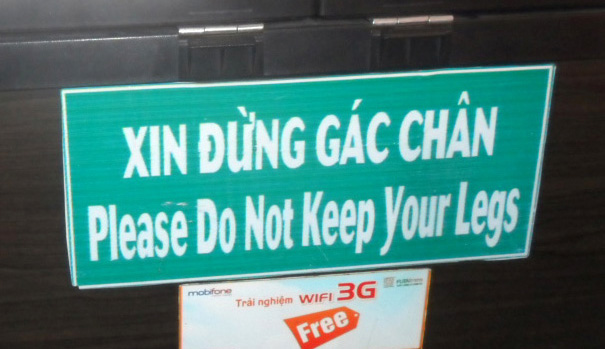 XIN ĐỪNG GÁC CHÂN
Please Do Not Keep Your Legs
mobifone
Trải nghiệm WIFI 3G
Free